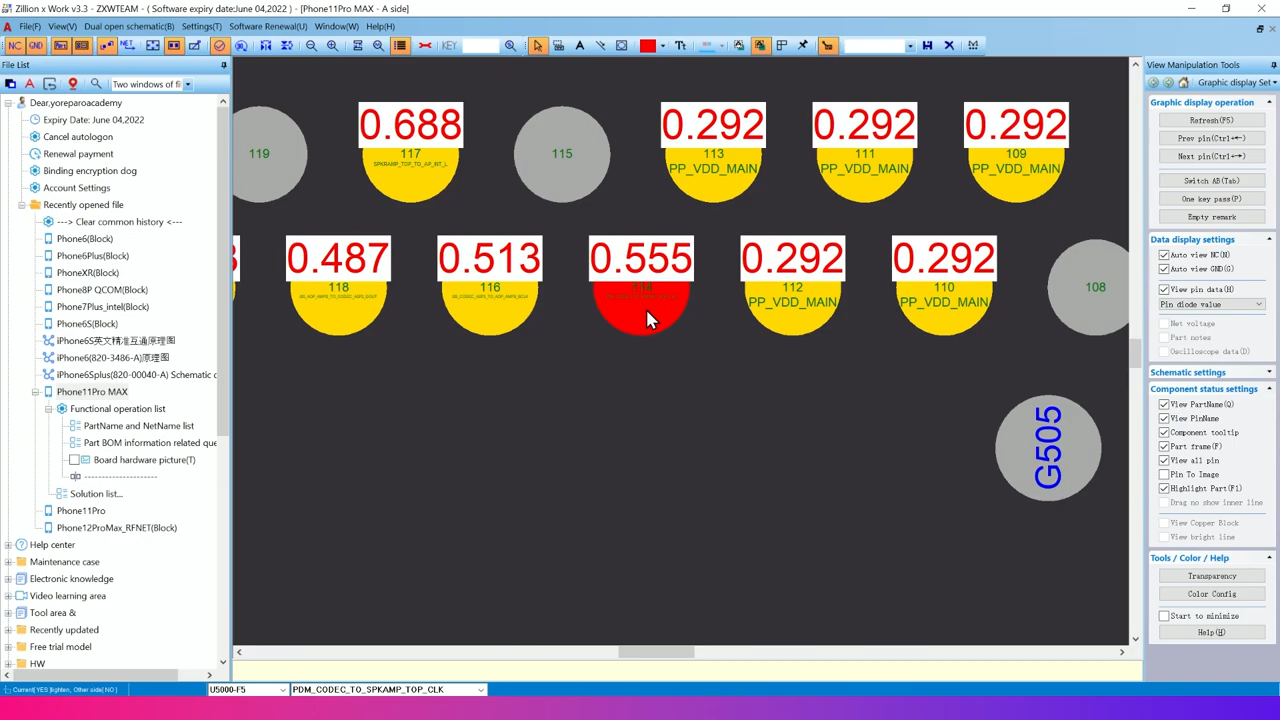 Zillion x Work v3.3 - ZXWTEAM - ( Software expiry date:June 04,2022 ) - [Phone11Pro MAX - A side]
File(F) View(V) Dual open schematic(B) Settings(T) Software Renewal(U) Window(W) Help(H)
NC GND NET KEY
File List
View Manipulation Tools
Two windows of fi
Graphic display Set
Dear,yoreparoacademy
Expiry Date: June 04,2022
Cancel autologon
Renewal payment
Binding encryption dog
Account Settings
Recently opened file
---> Clear common history <---
Phone6(Block)
Phone6Plus(Block)
PhoneXR(Block)
Phone8P QCOM(Block)
Phone7Plus_intel(Block)
Phone6S(Block)
iPhone6S英文精准互通原理图
iPhone6(820-3486-A)原理图
iPhone6Splus(820-00040-A) Schematic c
Phone11Pro MAX
Functional operation list
PartName and NetName list
Part BOM information related que
Board hardware picture(T)
---------------------
Solution list...
Phone11Pro
Phone12ProMax_RFNET(Block)
Help center
Maintenance case
Electronic knowledge
Video learning area
Tool area &
Recently updated
Free trial model
HW
0.688 0.292 0.292 0.292
119 117 115 113 111 109
SPKRAMP_TOP_TO_AP_INT_L PP_VDD_MAIN PP_VDD_MAIN PP_VDD_MAIN
0.487 0.513 0.555 0.292 0.292
118 116 114 112 110 108
PP_VDD_MAIN PP_VDD_MAIN
G505
Graphic display operation
Refresh(F5)
Prev pin(Ctrl+←)
Next pin(Ctrl+→)
Switch AB(Tab)
One key pass(P)
Empty remark
Data display settings
Auto view NC(N)
Auto view GND(G)
View pin data(H)
Pin diode value
Net voltage
Part notes
Oscilloscope data(D)
Schematic settings
Component status settings
View PartName(Q)
View PinName
Component tooltip
Part frame(F)
View all pin
Pin To Image
Highlight Part(F1)
Drag no show inner line
View Copper Block
View bright line
Tools / Color / Help
Transparency
Color Config
Start to minimize
Help(H)
Current[ YES ]lighten, Other side( NO )
U5000-F5
PDM_CODEC_TO_SPKAMP_TOP_CLK